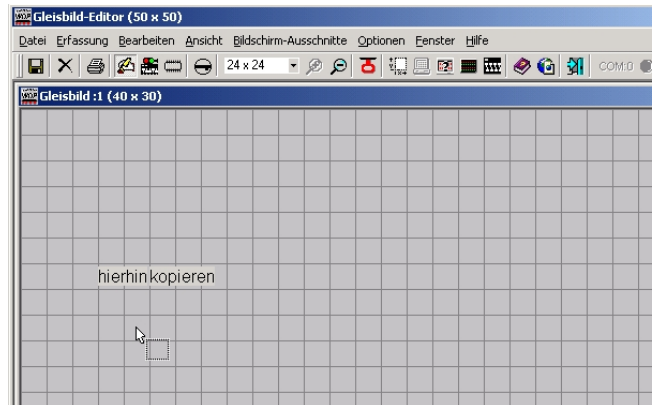 Gleisbild-Editor (50 x 50)
Datei Erfassung Bearbeiten Ansicht Bildschirm-Ausschnitte Optionen Fenster Hilfe
24 x 24 COM:0
Gleisbild :1 (40 x 30)
hierhin kopieren